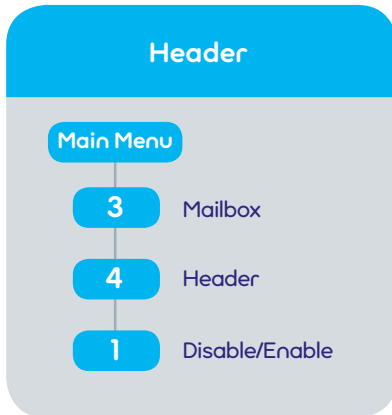 Header
Main Menu
3 Mailbox
4 Header
1 Disable/Enable